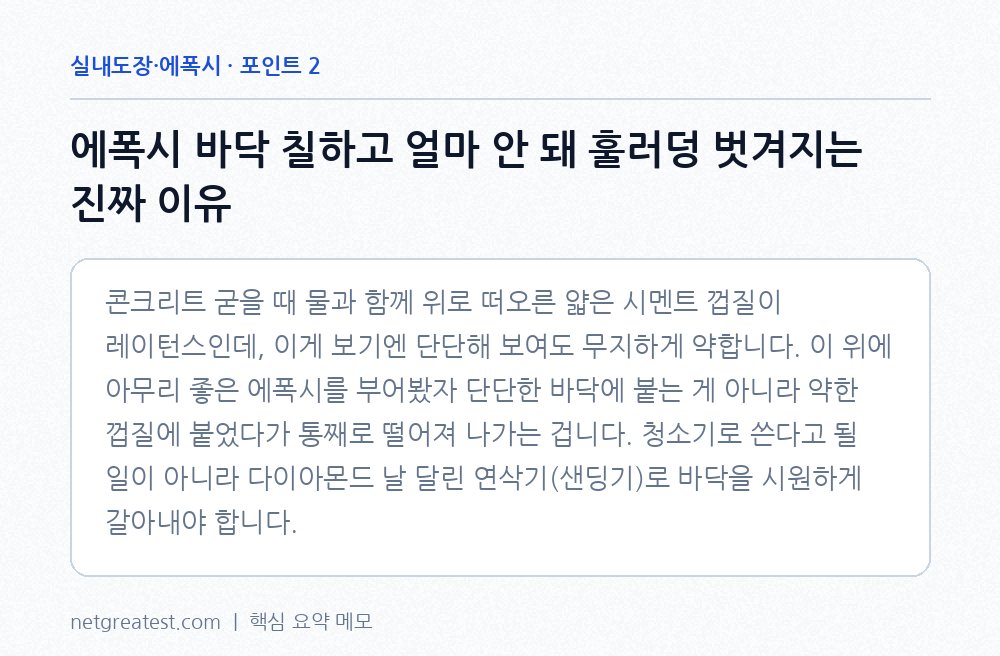 실내도장·에폭시 · 포인트 2
에폭시 바닥 칠하고 얼마 안 돼 훌러덩 벗겨지는
진짜 이유
콘크리트 굳을 때 물과 함께 위로 떠오른 얇은 시멘트 껍질이
레이턴스인데, 이게 보기엔 단단해 보여도 무지하게 약합니다. 이 위에
아무리 좋은 에폭시를 부어봤자 단단한 바닥에 붙는 게 아니라 약한
껍질에 붙었다가 통째로 떨어져 나가는 겁니다. 청소기로 쓴다고 될
일이 아니라 다이아몬드 날 달린 연삭기(샌딩기)로 바닥을 시원하게
갈아내야 합니다.
netgreatest.com | 핵심 요약 메모